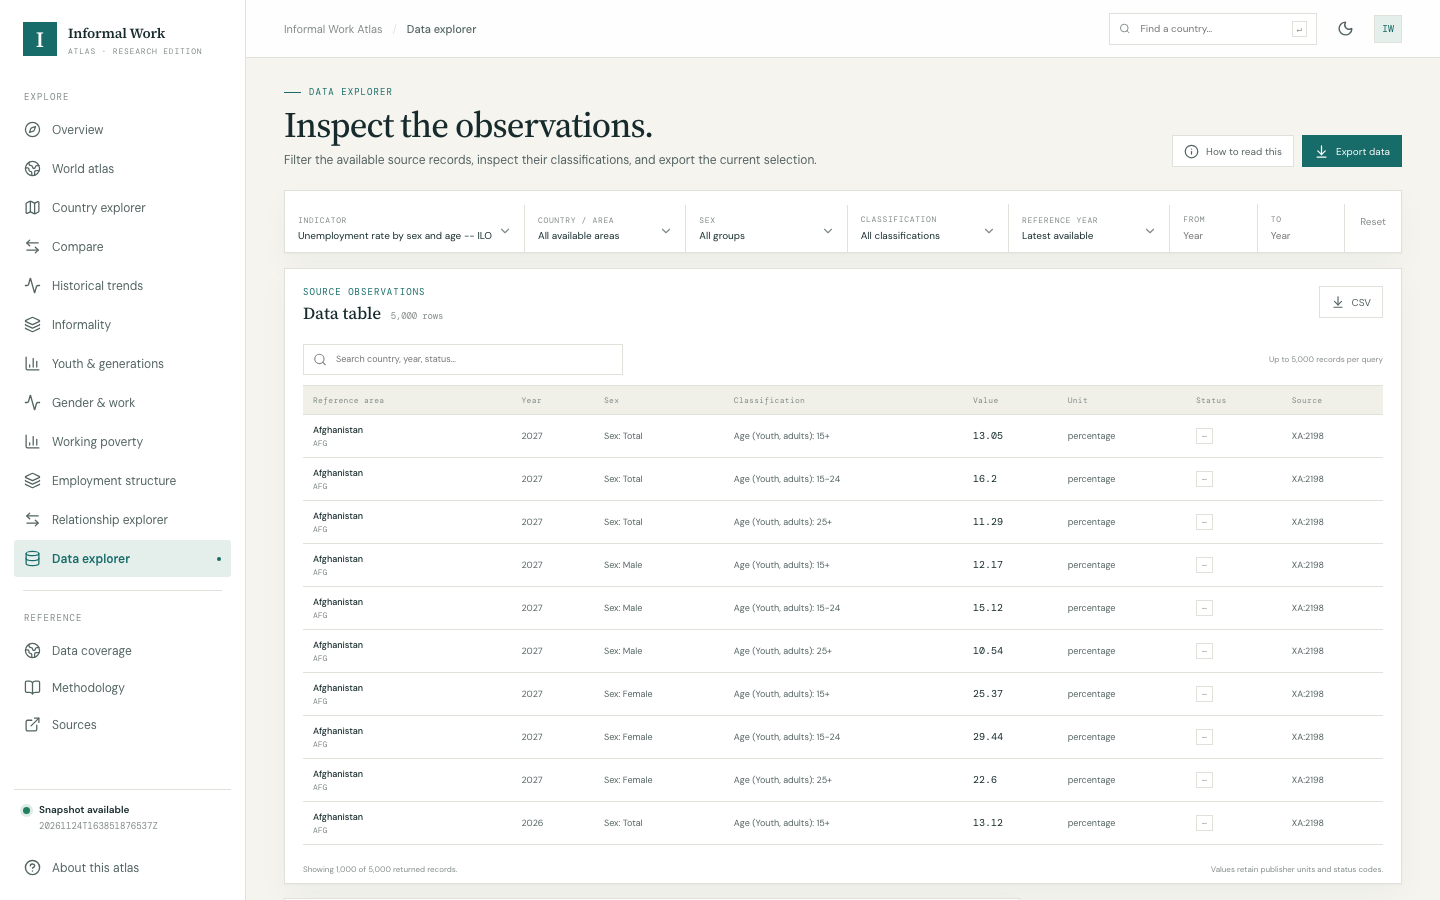 I
Informal Work
ATLAS · RESEARCH EDITION
EXPLORE
Overview
World atlas
Country explorer
Compare
Historical trends
Informality
Youth & generations
Gender & work
Working poverty
Employment structure
Relationship explorer
Data explorer
REFERENCE
Data coverage
Methodology
Sources
Snapshot available
20261124T163851876537Z
About this atlas
Informal Work Atlas / Data explorer
Find a country... ↵
IW
DATA EXPLORER
Inspect the observations.
Filter the available source records, inspect their classifications, and export the current selection.
How to read this
Export data
INDICATOR COUNTRY / AREA SEX CLASSIFICATION REFERENCE YEAR FROM TO
Unemployment rate by sex and age -- ILO All available areas All groups All classifications Latest available Year Year Reset
SOURCE OBSERVATIONS
Data table 5,000 rows
CSV
Search country, year, status...
Up to 5,000 records per query
Reference area Year Sex Classification Value Unit Status Source
Afghanistan
AFG 2027 Sex: Total Age (Youth, adults): 15+ 13.05 percentage — XA:2198
Afghanistan
AFG 2027 Sex: Total Age (Youth, adults): 15-24 16.2 percentage — XA:2198
Afghanistan
AFG 2027 Sex: Total Age (Youth, adults): 25+ 11.29 percentage — XA:2198
Afghanistan
AFG 2027 Sex: Male Age (Youth, adults): 15+ 12.17 percentage — XA:2198
Afghanistan
AFG 2027 Sex: Male Age (Youth, adults): 15-24 15.12 percentage — XA:2198
Afghanistan
AFG 2027 Sex: Male Age (Youth, adults): 25+ 10.54 percentage — XA:2198
Afghanistan
AFG 2027 Sex: Female Age (Youth, adults): 15+ 25.37 percentage — XA:2198
Afghanistan
AFG 2027 Sex: Female Age (Youth, adults): 15-24 29.44 percentage — XA:2198
Afghanistan
AFG 2027 Sex: Female Age (Youth, adults): 25+ 22.6 percentage — XA:2198
Afghanistan
AFG 2026 Sex: Total Age (Youth, adults): 15+ 13.12 percentage — XA:2198
Showing 1,000 of 5,000 returned records.
Values retain publisher units and status codes.